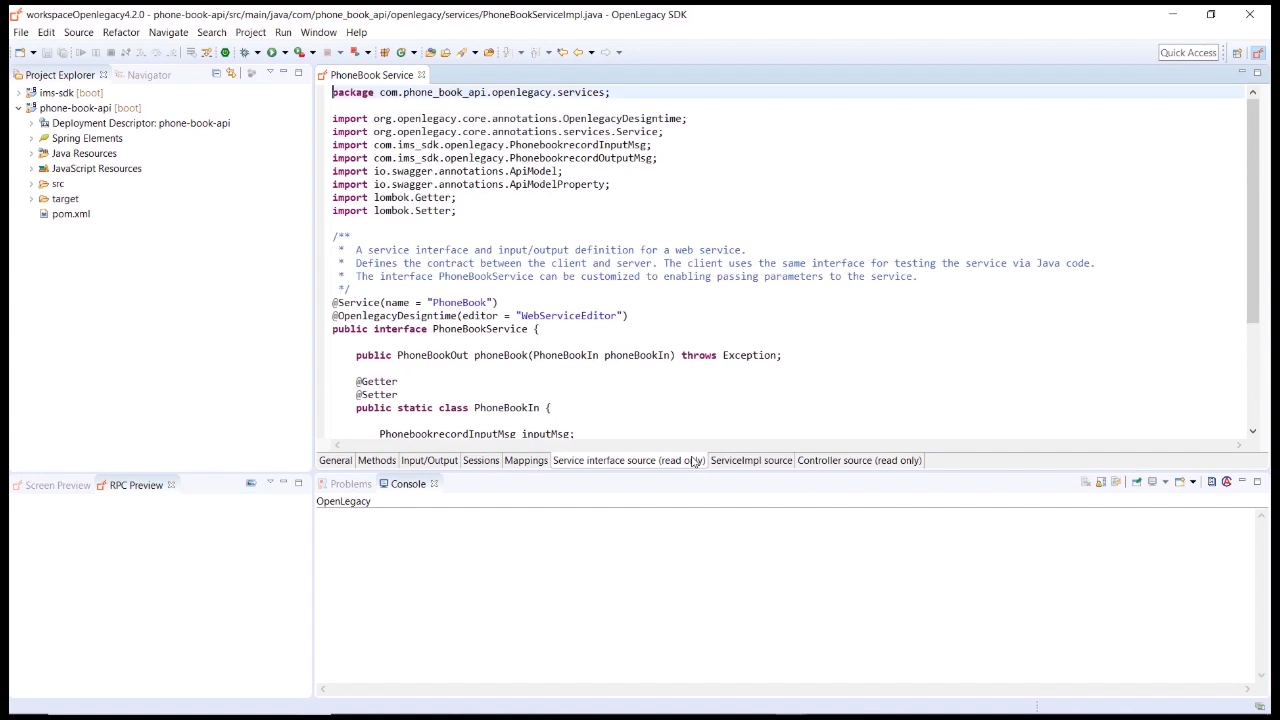 workspaceOpenlegacy4.2.0 - phone-book-api/src/main/java/com/phone_book_api/openlegacy/services/PhoneBookServiceImpl.java - OpenLegacy SDK
File Edit Source Refactor Navigate Search Project Run Window Help
Quick Access
Project Explorer Navigator
ims-sdk [boot]
phone-book-api [boot]
Deployment Descriptor: phone-book-api
Spring Elements
Java Resources
JavaScript Resources
src
target
pom.xml
PhoneBook Service
package com.phone_book_api.openlegacy.services;
import org.openlegacy.core.annotations.OpenlegacyDesigntime;
import org.openlegacy.core.annotations.services.Service;
import com.ims_sdk.openlegacy.PhonebookrecordInputMsg;
import com.ims_sdk.openlegacy.PhonebookrecordOutputMsg;
import io.swagger.annotations.ApiModel;
import io.swagger.annotations.ApiModelProperty;
import lombok.Getter;
import lombok.Setter;
/**
* A service interface and input/output definition for a web service.
* Defines the contract between the client and server. The client uses the same interface for testing the service via Java code.
* The interface PhoneBookService can be customized to enabling passing parameters to the service.
*/
@Service(name = "PhoneBook")
@OpenlegacyDesigntime(editor = "WebServiceEditor")
public interface PhoneBookService {
public PhoneBookOut phoneBook(PhoneBookIn phoneBookIn) throws Exception;
@Getter
@Setter
public static class PhoneBookIn {
PhonebookrecordInputMsg inputMsg;
General Methods Input/Output Sessions Mappings Service interface source (read only) ServiceImpl source Controller source (read only)
Screen Preview RPC Preview
Problems Console
OpenLegacy